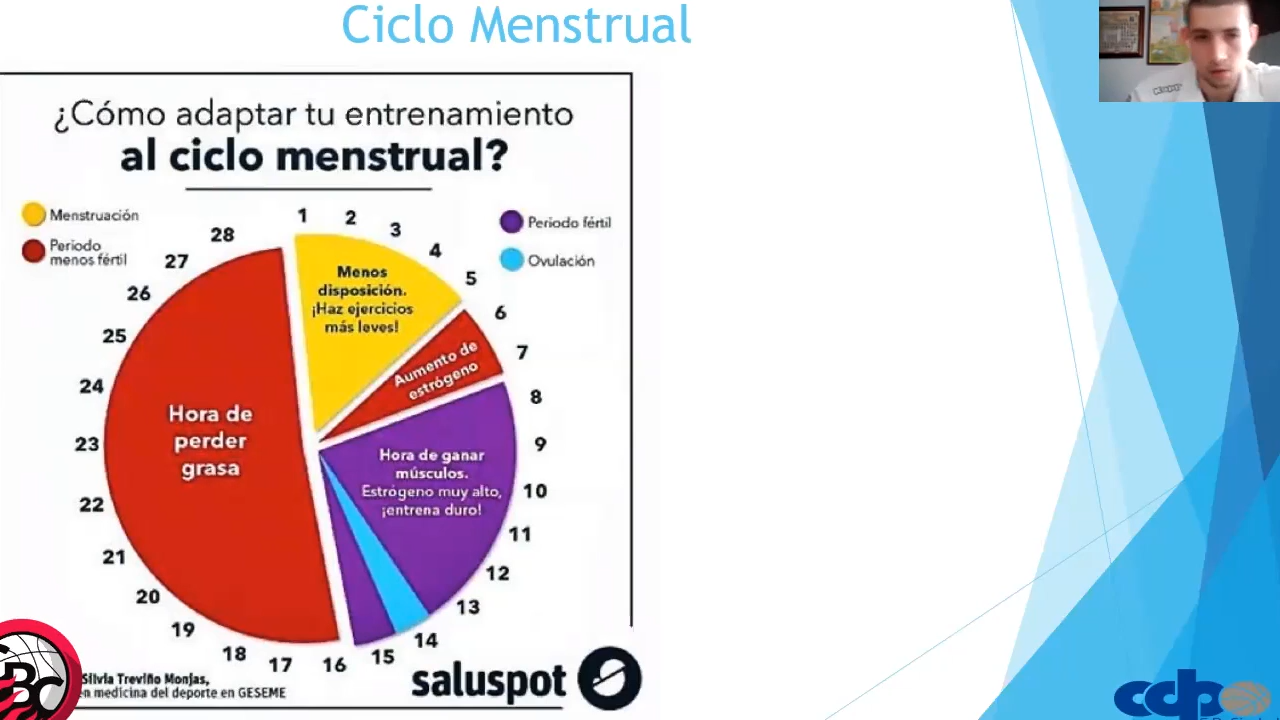 Ciclo Menstrual
¿Cómo adaptar tu entrenamiento
al ciclo menstrual?
Menstruación
Periodo
menos fértil
Periodo fértil
Ovulación
1
2
3
4
5
6
7
8
9
10
11
12
13
14
15
16
17
18
19
20
21
22
23
24
25
26
27
28
Menos
disposición.
¡Haz ejercicios
más leves!
Aumento de
estrógeno
Hora de ganar
músculos.
Estrógeno muy alto,
¡entrena duro!
Hora de
perder
grasa
Silvia Treviño Monjas,
en medicina del deporte en GESEME
saluspot
BC
cdp
Kappa